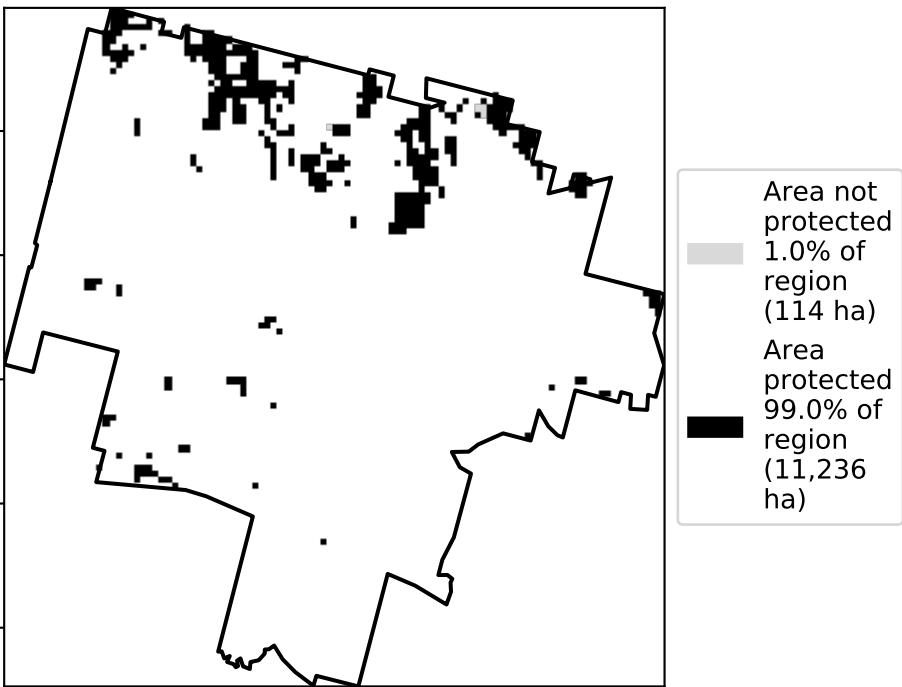 Area not
protected
1.0% of
region
(114 ha)
Area
protected
99.0% of
region
(11,236
ha)